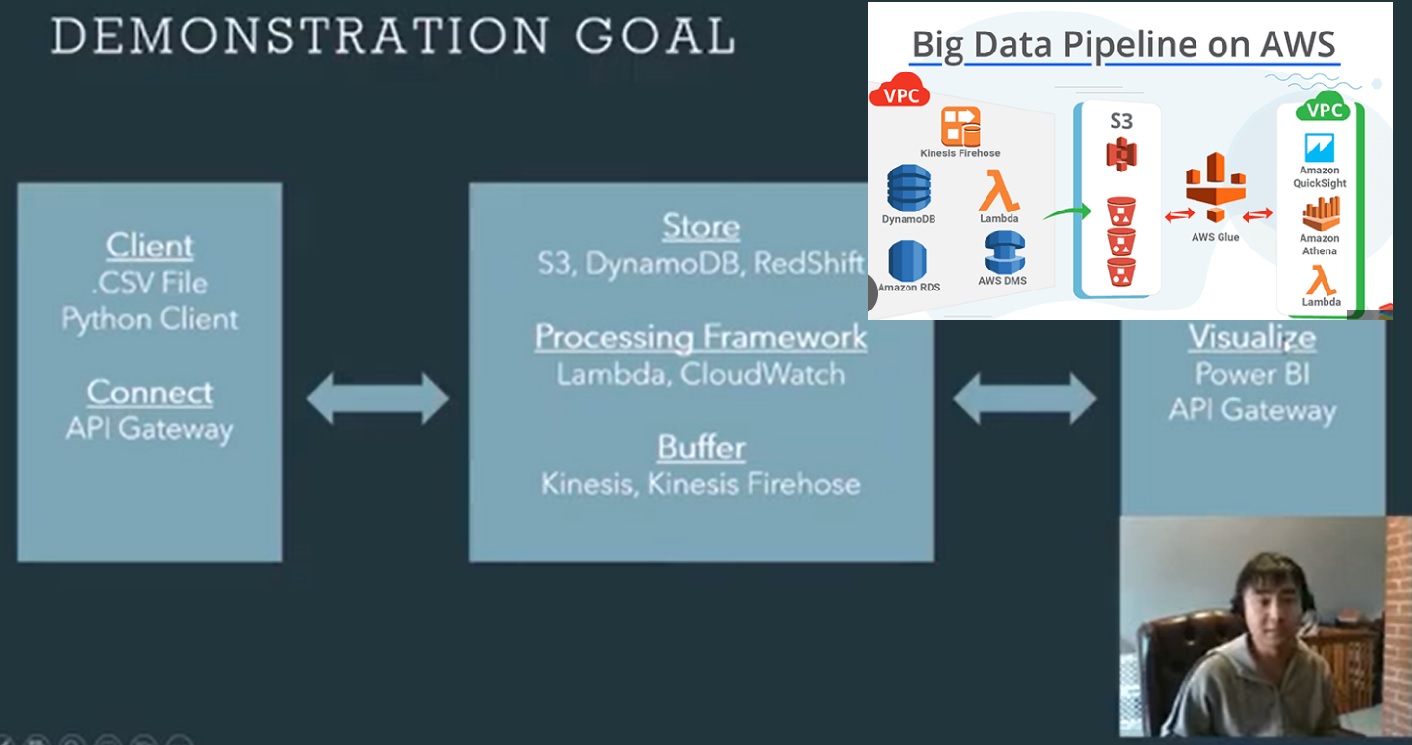 DEMONSTRATION GOAL
Client
.CSV File
Python Client
Connect
API Gateway
Store
S3, DynamoDB, RedShift
Processing Framework
Lambda, CloudWatch
Buffer
Kinesis, Kinesis Firehose
Big Data Pipeline on AWS
VPC
Kinesis Firehose
DynamoDB
Lambda
Amazon RDS
AWS DMS
S3
AWS Glue
VPC
Amazon
QuickSight
Amazon
Athena
Lambda
Visualize
Power BI
API Gateway